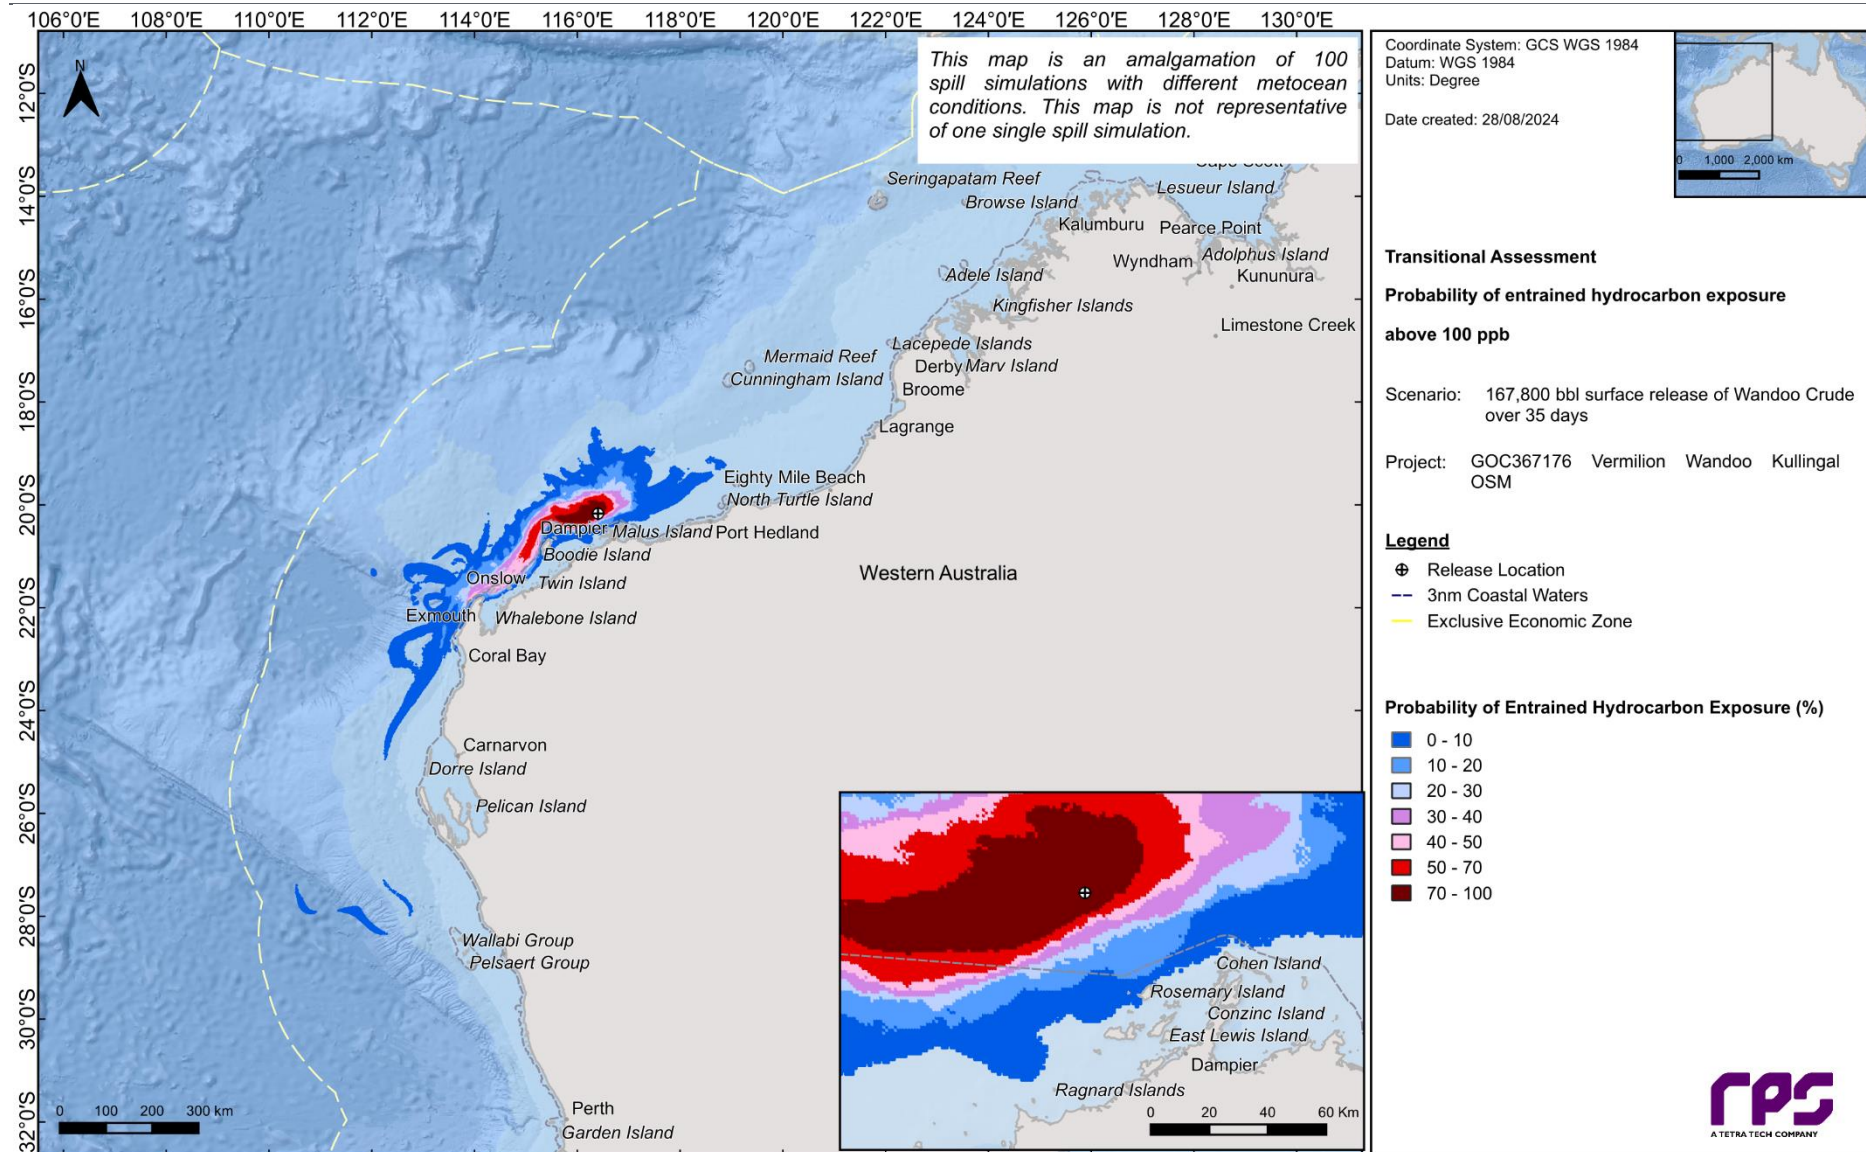 106°0'E 108°0'E 110°0'E 112°0'E 114°0'E 116°0'E 118°0'E 120°0'E 122°0'E 124°0'E 126°0'E 128°0'E 130°0'E
12°0'S
14°0'S
16°0'S
18°0'S
20°0'S
22°0'S
24°0'S
26°0'S
28°0'S
30°0'S
32°0'S
N
This map is an amalgamation of 100
spill simulations with different metocean
conditions. This map is not representative
of one single spill simulation.
Cape Scott
Seringapatam Reef
Lesueur Island
Browse Island
Kalumburu
Pearce Point
Wyndham
Adolphus Island
Kununura
Adele Island
Kingfisher Islands
Limestone Creek
Lacepede Islands
Mermaid Reef
Derby
Marv Island
Cunningham Island
Broome
Lagrange
Eighty Mile Beach
North Turtle Island
Dampier
Malus Island
Port Hedland
Boodie Island
Western Australia
Onslow
Twin Island
Exmouth
Whalebone Island
Coral Bay
Carnarvon
Dorre Island
Pelican Island
Wallabi Group
Pelsaert Group
Perth
Garden Island
0 100 200 300 km
Cohen Island
Rosemary Island
Conzinc Island
East Lewis Island
Dampier
Ragnard Islands
0 20 40 60 Km
Coordinate System: GCS WGS 1984
Datum: WGS 1984
Units: Degree
Date created: 28/08/2024
0 1,000 2,000 km
Transitional Assessment
Probability of entrained hydrocarbon exposure
above 100 ppb
Scenario: 167,800 bbl surface release of Wandoo Crude
over 35 days
Project: GOC367176 Vermilion Wandoo Kullingal
OSM
Legend
Release Location
3nm Coastal Waters
Exclusive Economic Zone
Probability of Entrained Hydrocarbon Exposure (%)
0 - 10
10 - 20
20 - 30
30 - 40
40 - 50
50 - 70
70 - 100
rps
A TETRA TECH COMPANY